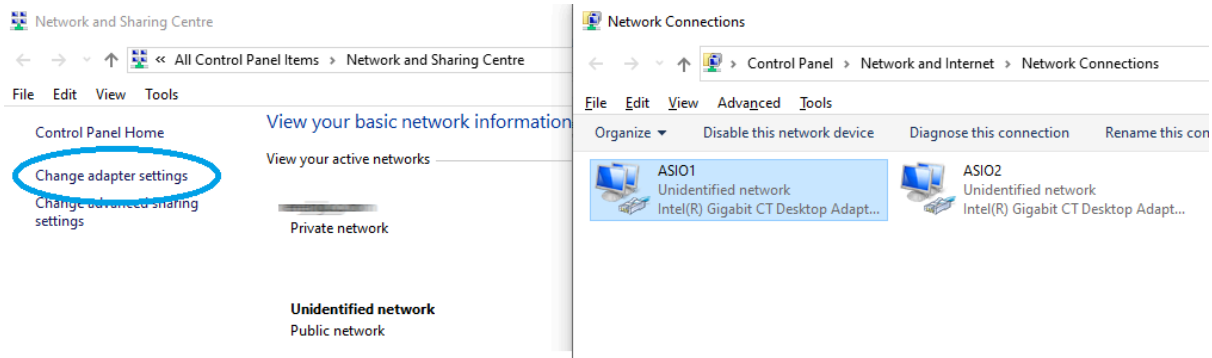 Network and Sharing Centre
« All Control Panel Items > Network and Sharing Centre
File Edit View Tools
Control Panel Home
Change adapter settings
Change advanced sharing
settings
View your basic network information
View your active networks
Private network
Unidentified network
Public network
Network Connections
> Control Panel > Network and Internet > Network Connections
File Edit View Advanced Tools
Organize Disable this network device Diagnose this connection Rename this con
ASIO1
Unidentified network
Intel(R) Gigabit CT Desktop Adapt...
ASIO2
Unidentified network
Intel(R) Gigabit CT Desktop Adapt...